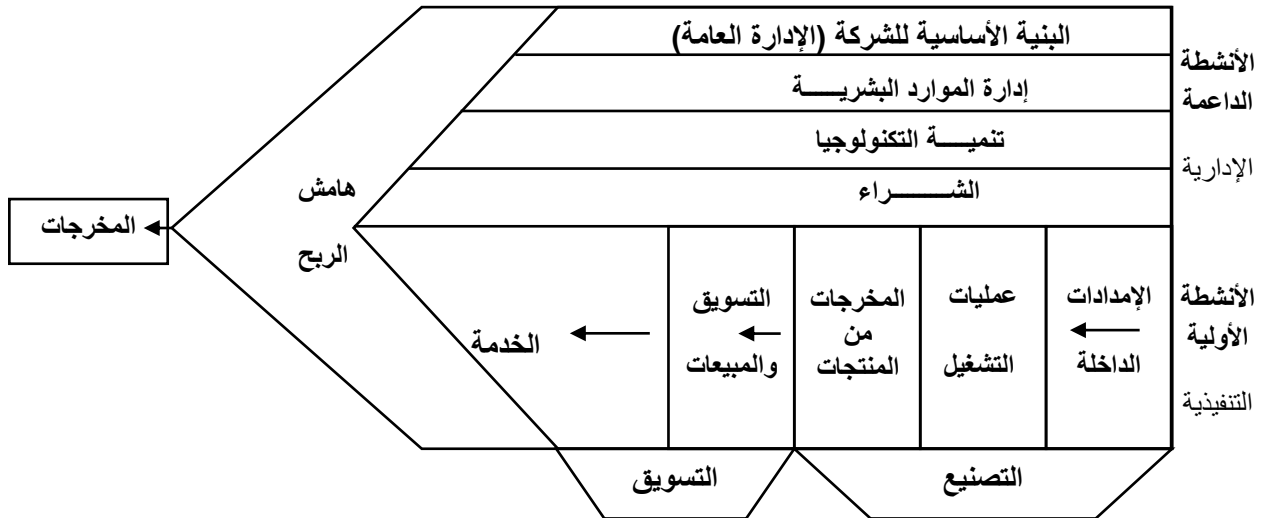 البنية الأساسية للشركة (الإدارة العامة)
إدارة الموارد البشريـــــة
تنميـــــة التكنولوجيا
الشـــــــراء
الأنشطة
الداعمة
الإدارية
هامش
الربح
المخرجات
الأنشطة
الأولية
التنفيذية
الإمدادات
الداخلة
عمليات
التشغيل
المخرجات
من
المنتجات
التسويق
والمبيعات
الخدمة
التصنيع
التسويق